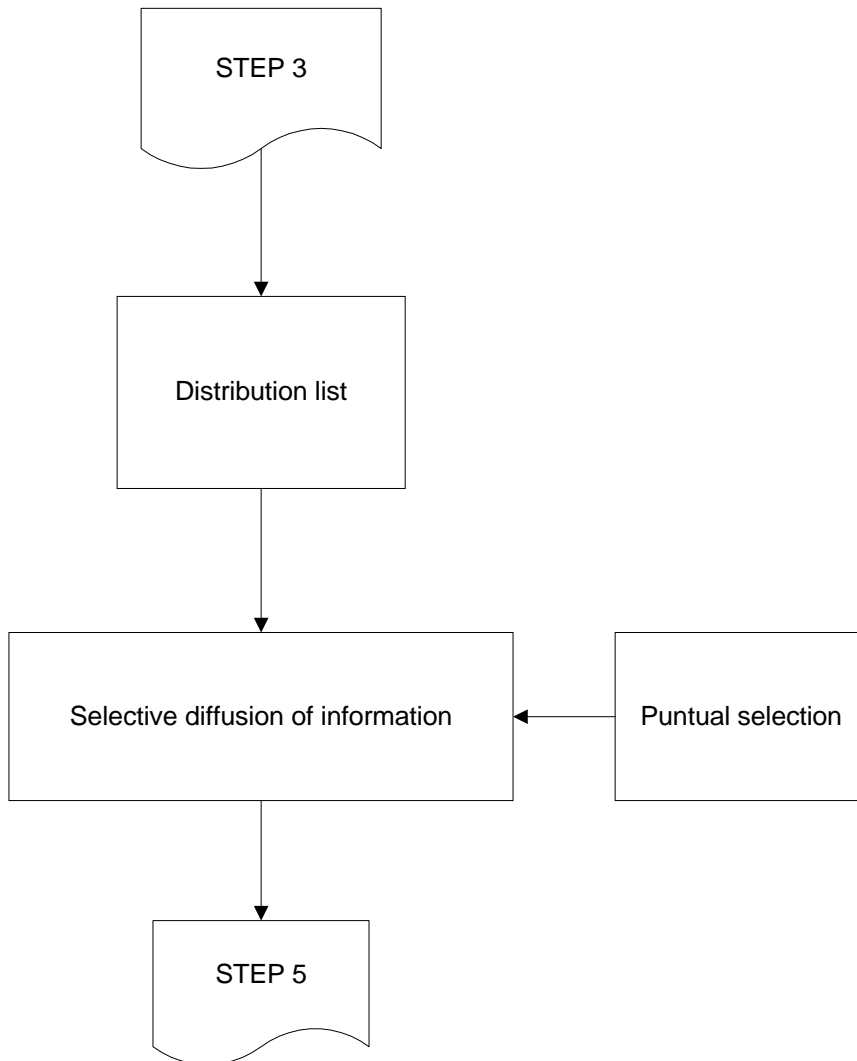 STEP 3
Distribution list
Selective diffusion of information
Puntual selection
STEP 5